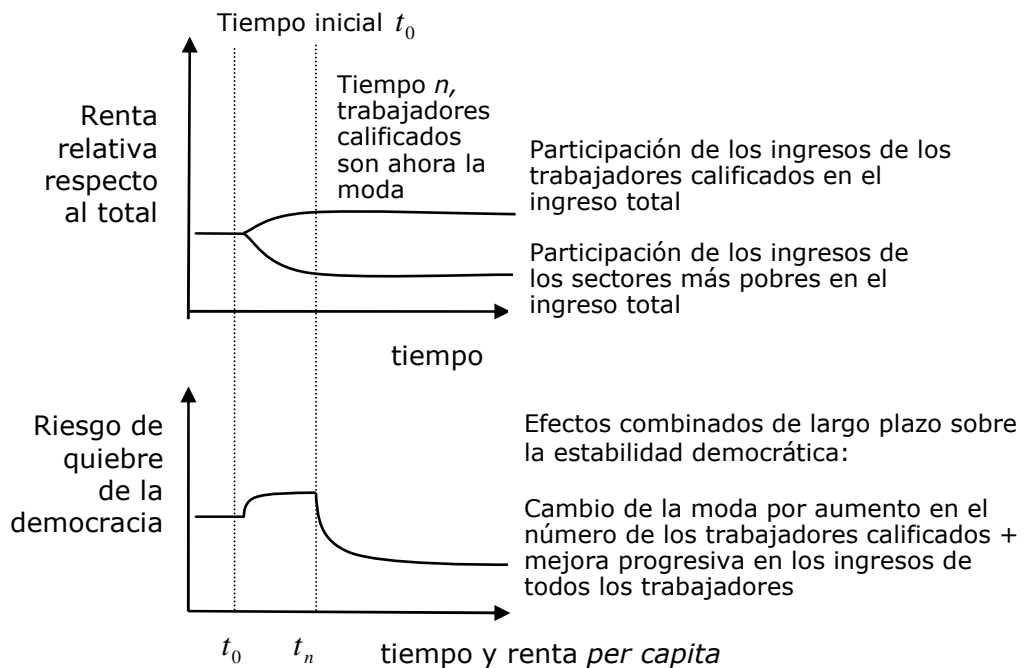 Tiempo inicial t0
Renta
relativa
respecto
al total
Tiempo n,
trabajadores
calificados
son ahora la
moda
Participación de los ingresos de los
trabajadores calificados en el
ingreso total
Participación de los ingresos de
los sectores más pobres en el
ingreso total
tiempo
Riesgo de
quiebre
de la
democracia
Efectos combinados de largo plazo sobre
la estabilidad democrática:
Cambio de la moda por aumento en el
número de los trabajadores calificados +
mejora progresiva en los ingresos de
todos los trabajadores
t0 tn tiempo y renta per capita